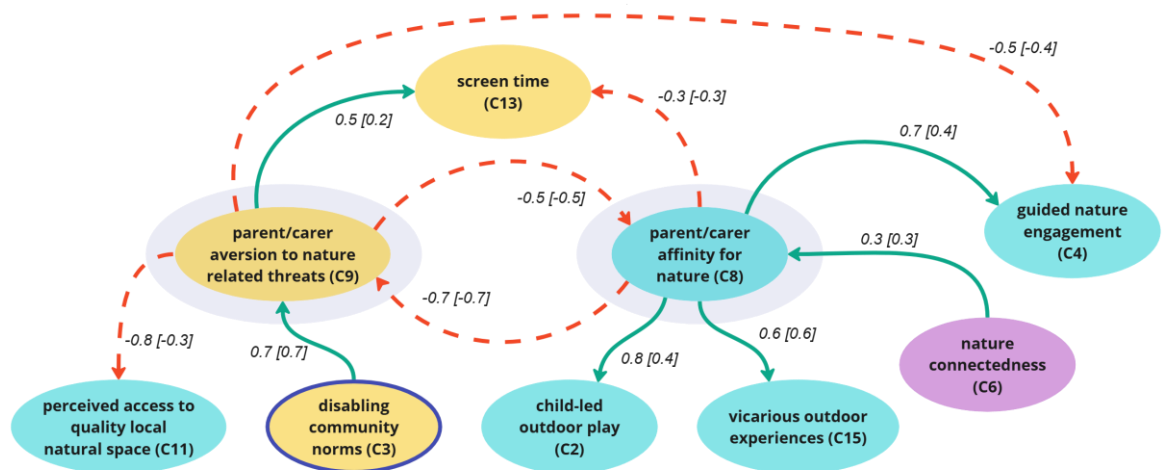 -0.5 [-0.4]
screen time
(C13)
-0.3 [-0.3]
0.5 [0.2]
0.7 [0.4]
-0.5 [-0.5]
parent/carer
aversion to nature
related threats (C9)
parent/carer
affinity for
nature (C8)
guided nature
engagement
(C4)
0.3 [0.3]
-0.7 [-0.7]
-0.8 [-0.3]
0.7 [0.7]
0.8 [0.4]
0.6 [0.6]
nature
connectedness
(C6)
perceived access to
quality local
natural space (C11)
disabling
community
norms (C3)
child-led
outdoor play
(C2)
vicarious outdoor
experiences (C15)